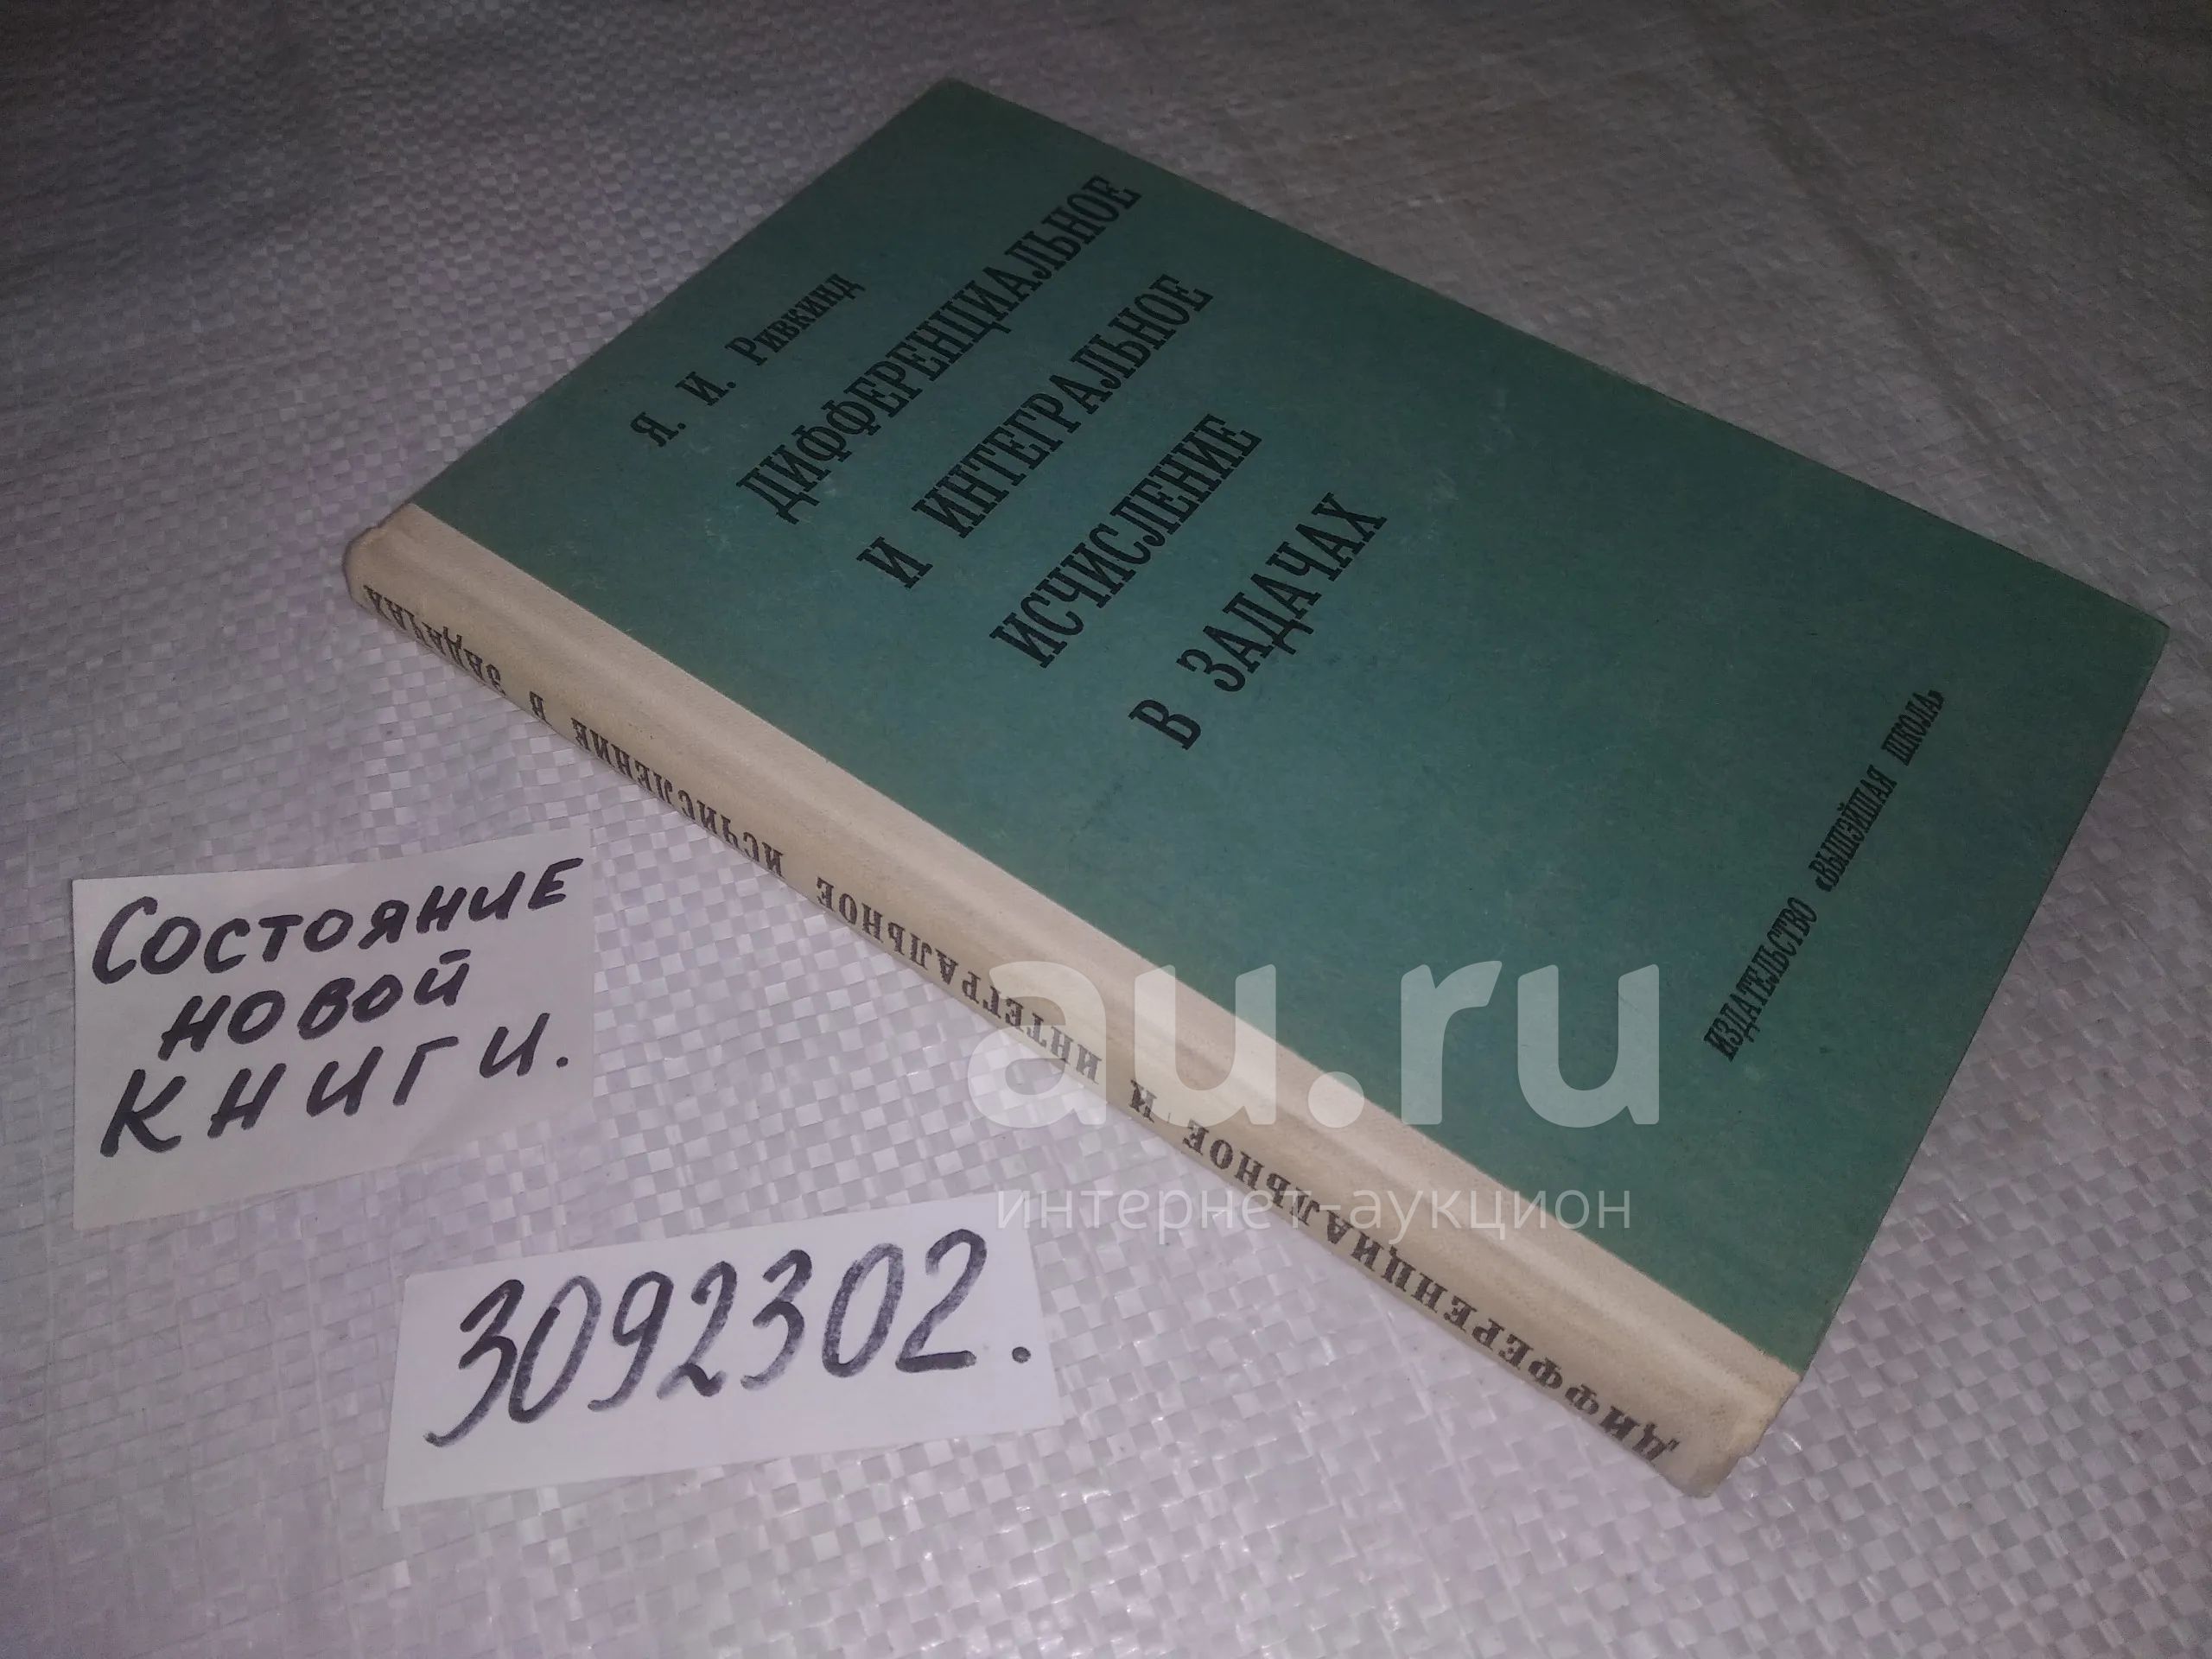 Я. И. Ривкинд
ДИФФЕРЕНЦИАЛЬНОЕ
И ИНТЕГРАЛЬНОЕ
ИСЧИСЛЕНИЕ
В ЗАДАЧАХ
ИЗДАТЕЛЬСТВО «ВЫШЭЙШАЯ ШКОЛА»
ДИФФЕРЕНЦИАЛЬНОЕ И ИНТЕГРАЛЬНОЕ ИСЧИСЛЕНИЕ В ЗАДАЧАХ
СОСТОЯНИЕ
НОВОЙ
КНИГИ.
3092302.
au.ru
интернет-аукцион